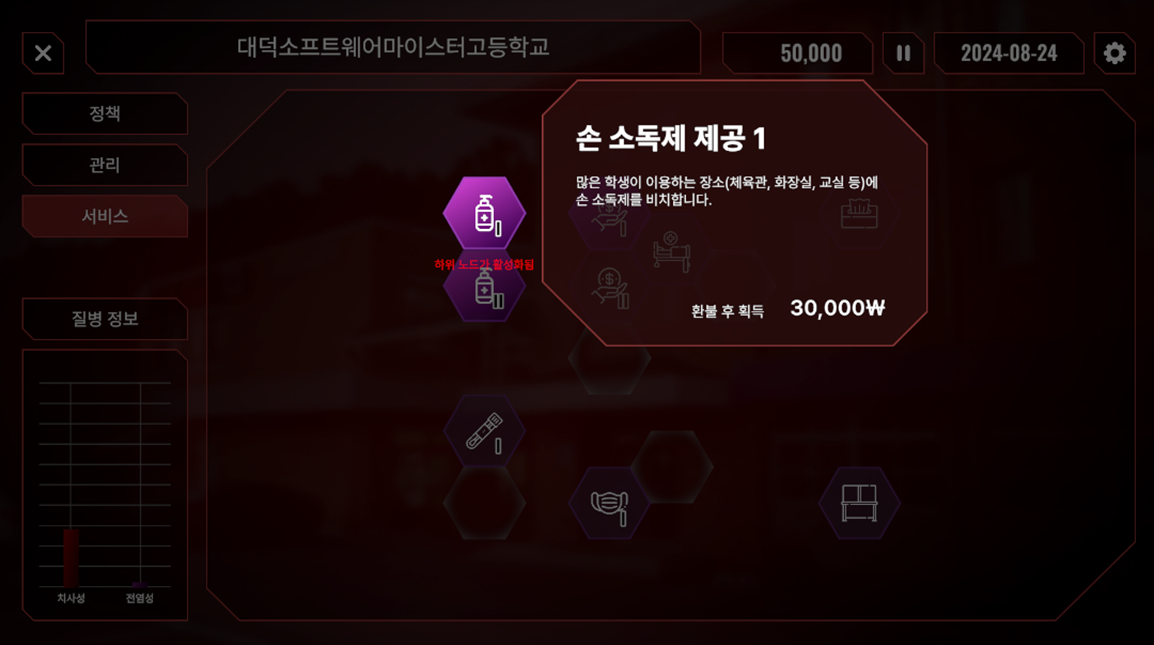 대덕소프트웨어마이스터고등학교
50,000
2024-08-24
정책
관리
서비스
질병 정보
치사성
전염성
하위 노드가 활성화됨
손 소독제 제공 1
많은 학생이 이용하는 장소(체육관, 화장실, 교실 등)에
손 소독제를 비치합니다.
환불 후 획득 30,000₩